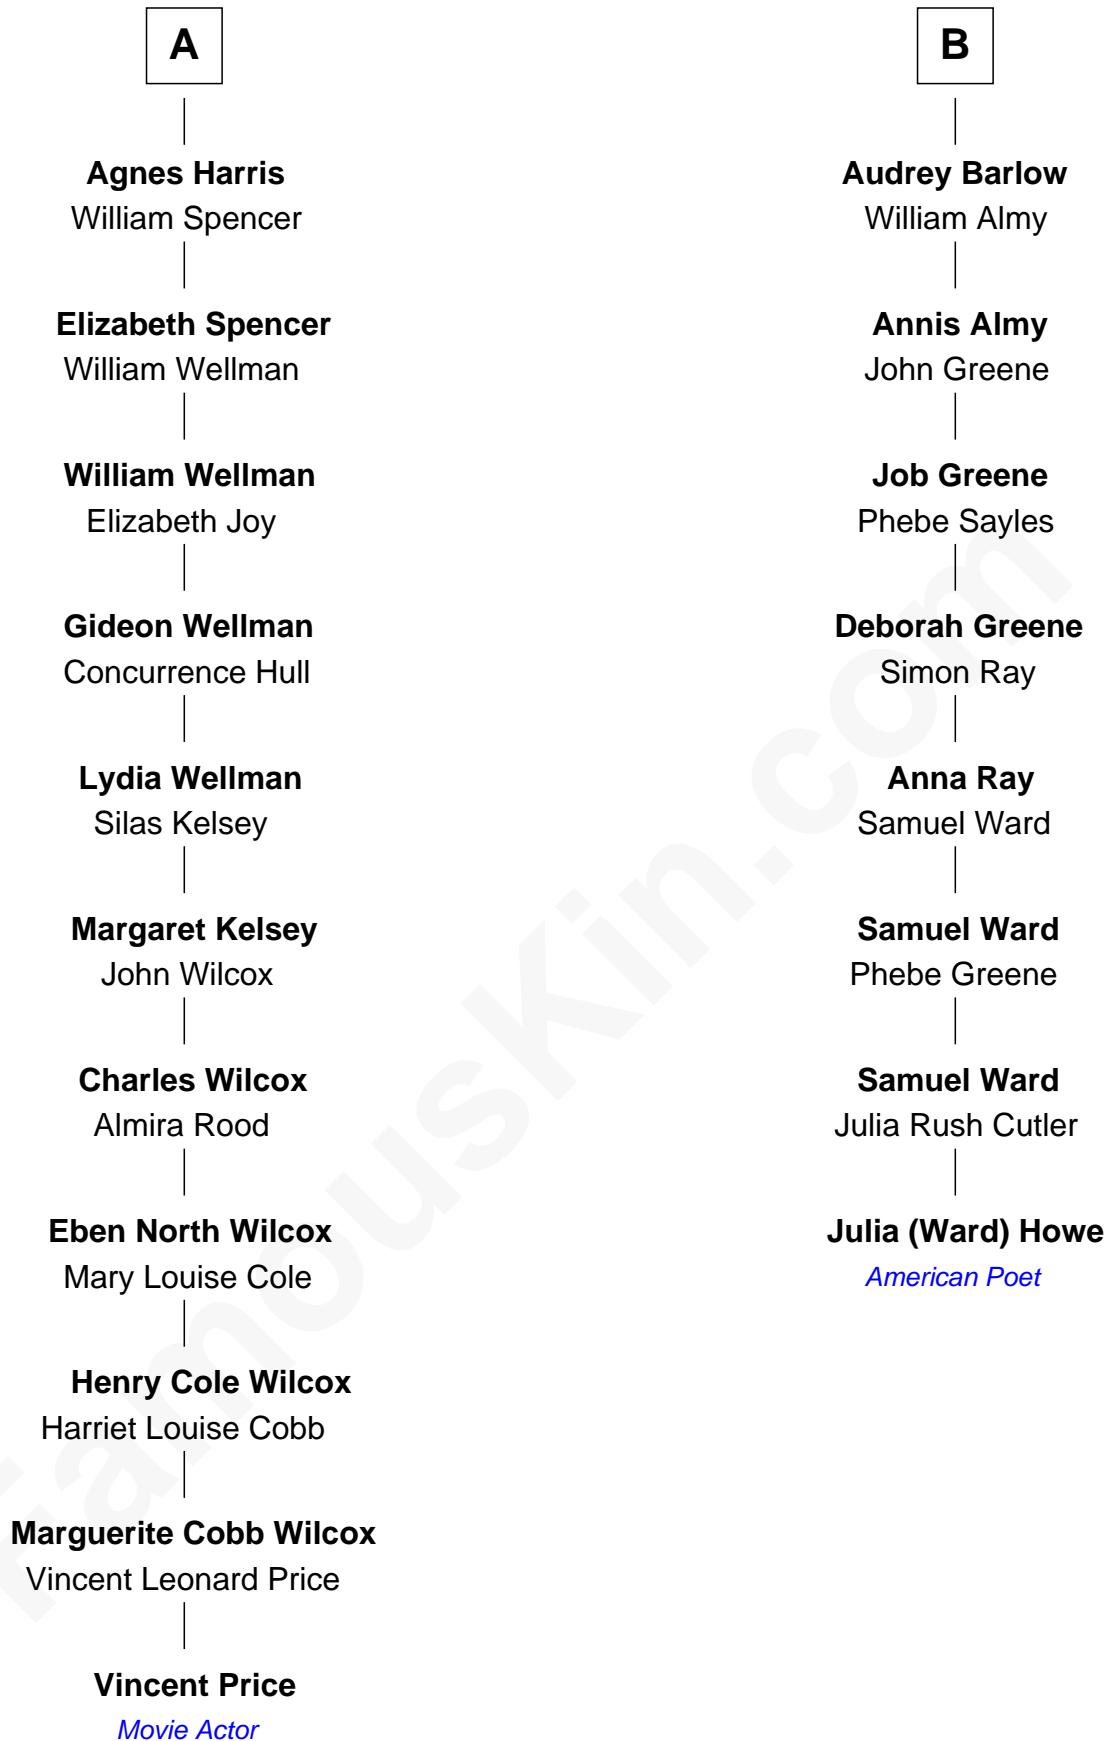 A
Agnes Harris
William Spencer
Elizabeth Spencer
William Wellman
William Wellman
Elizabeth Joy
Gideon Wellman
Concurrence Hull
Lydia Wellman
Silas Kelsey
Margaret Kelsey
John Wilcox
Charles Wilcox
Almira Rood
Eben North Wilcox
Mary Louise Cole
Henry Cole Wilcox
Harriet Louise Cobb
Marguerite Cobb Wilcox
Vincent Leonard Price
Vincent Price
Movie Actor
B
Audrey Barlow
William Almy
Annis Almy
John Greene
Job Greene
Phebe Sayles
Deborah Greene
Simon Ray
Anna Ray
Samuel Ward
Samuel Ward
Phebe Greene
Samuel Ward
Julia Rush Cutler
Julia (Ward) Howe
American Poet
FamousKin.com